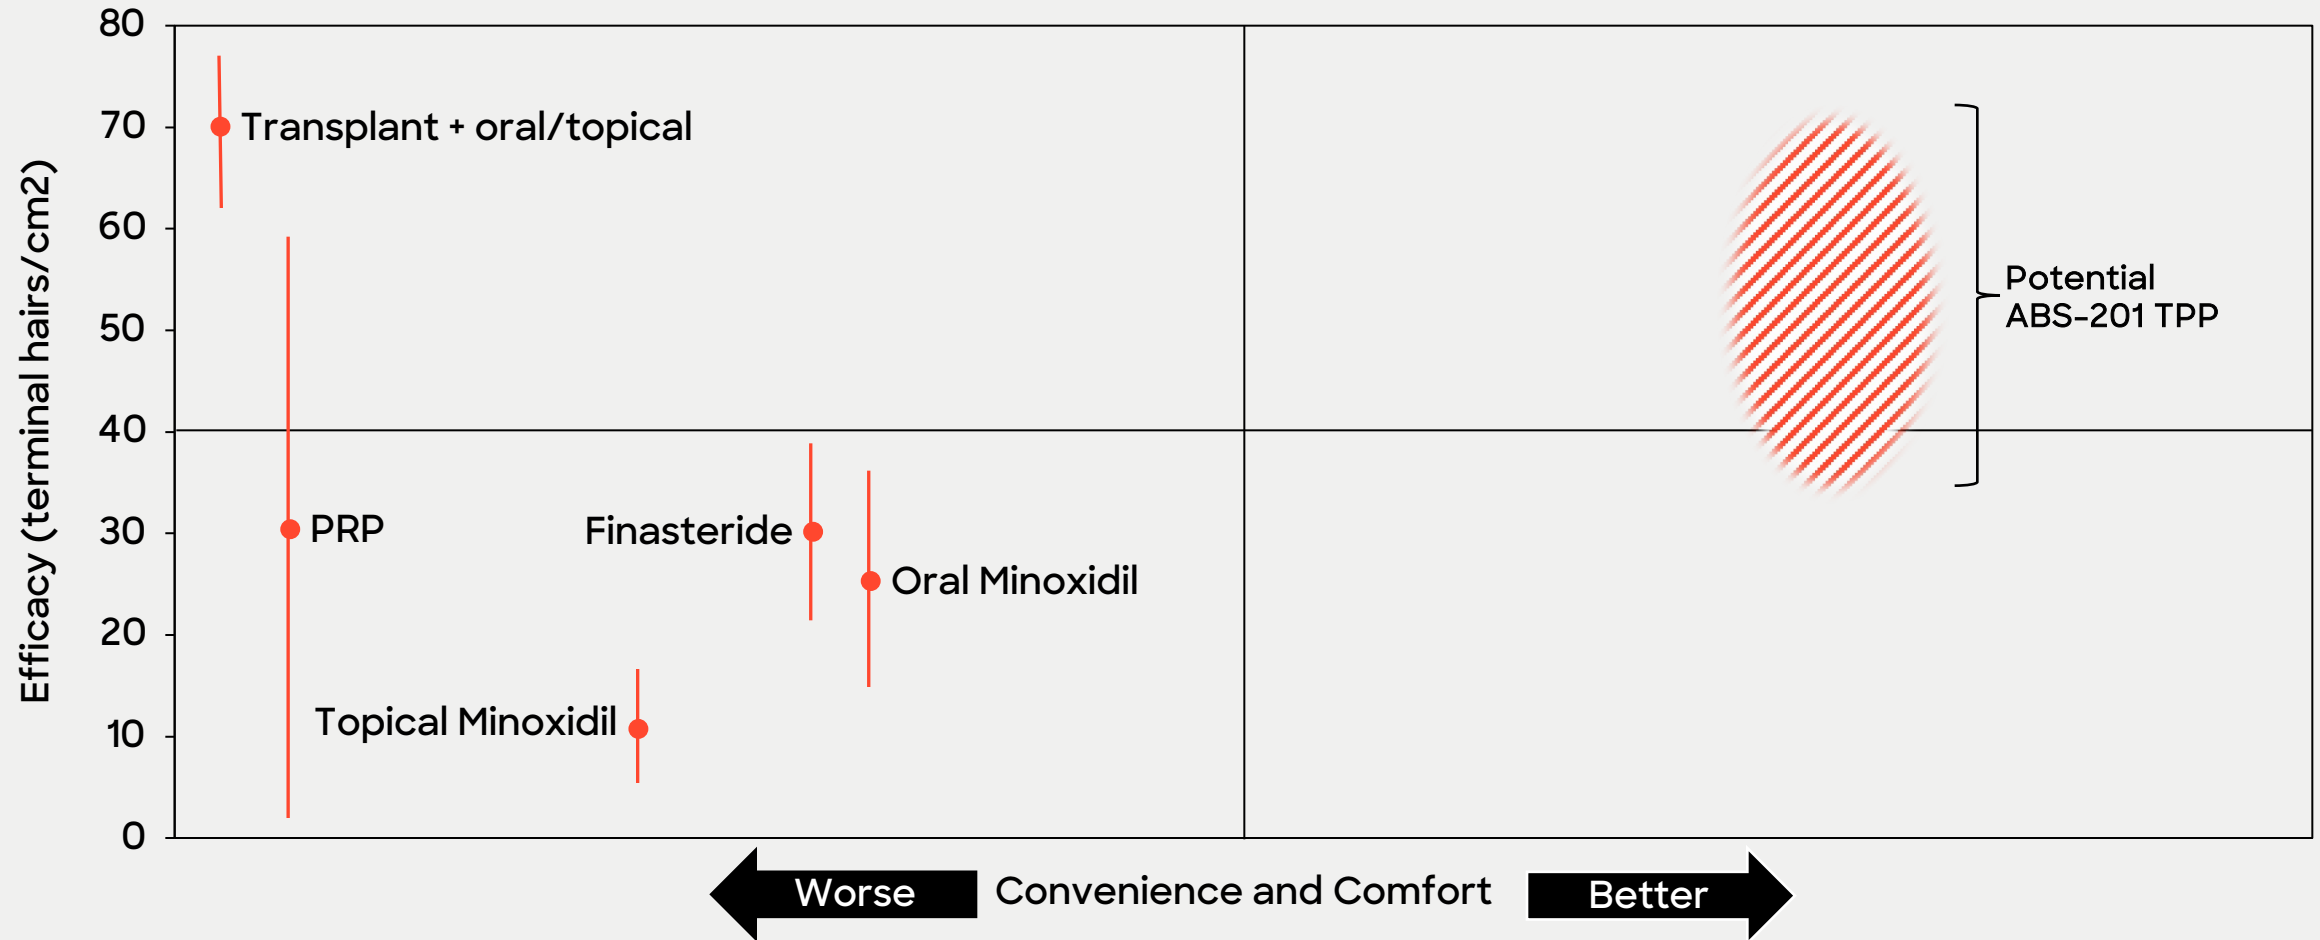 80
70
60
50
40
30
20
10
0
Efficacy (terminal hairs/cm2)
Transplant + oral/topical
PRP
Finasteride
Oral Minoxidil
Topical Minoxidil
Potential
ABS-201 TPP
Worse
Convenience and Comfort
Better